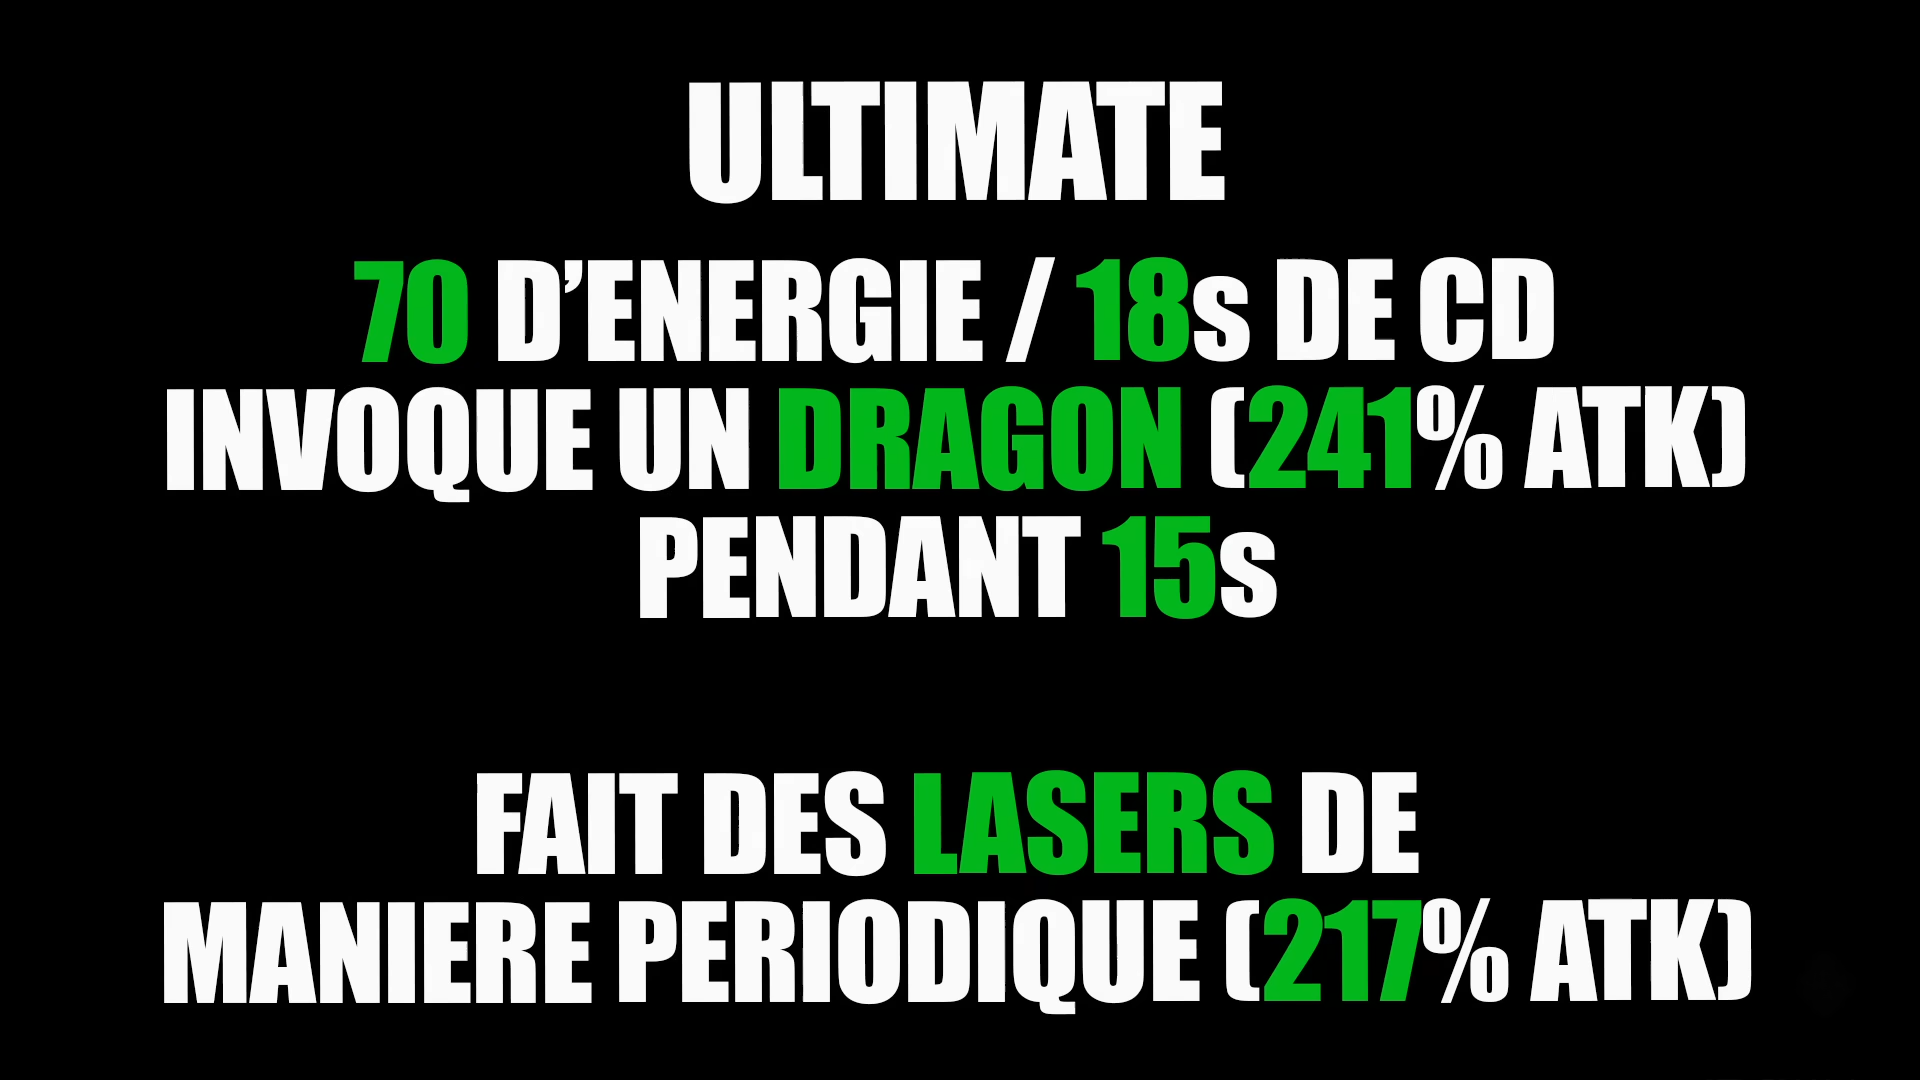 ULTIMATE
70 D’ENERGIE / 18s DE CD
INVOQUE UN DRAGON (241% ATK)
PENDANT 15s
FAIT DES LASERS DE
MANIERE PERIODIQUE (217% ATK)